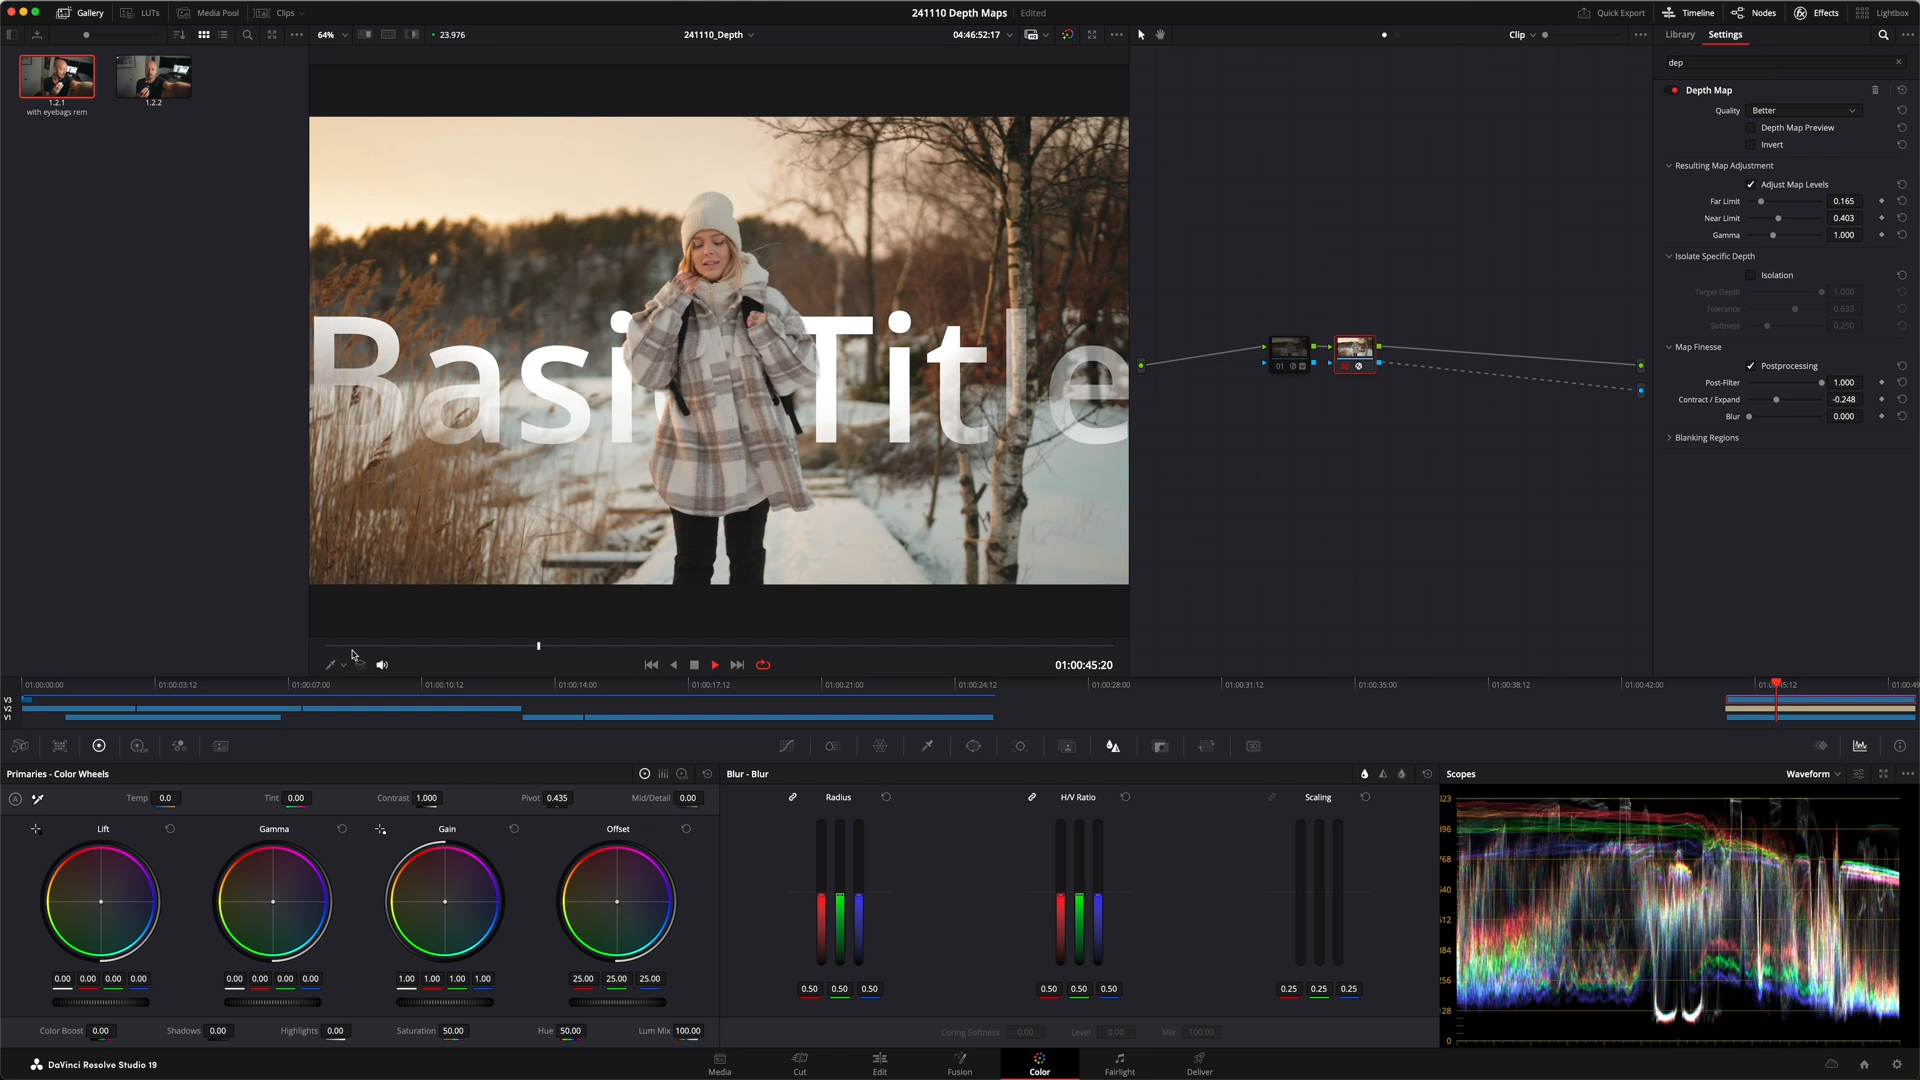 Gallery LUTs Media Pool Clips 241110 Depth Maps Edited Quick Export Timeline Nodes Effects Lightbox
64% 23.976 241110_Depth 04:46:52:17 Clip Library Settings
dep
1.2.1 1.2.2
with eyebags rem
Depth Map
Quality Better
Depth Map Preview
Invert
Resulting Map Adjustment
Adjust Map Levels
Far Limit 0.165
Near Limit 0.403
Gamma 1.000
Isolate Specific Depth
Isolation
Target Depth 1.000
Tolerance 0.633
Softness 0.250
Map Finesse
Postprocessing
Post-Filter 1.000
Contract / Expand -0.248
Blur 0.000
Blanking Regions
Basi Title
01
01:00:45:20
01:00:00:00 01:00:03:12 01:00:07:00 01:00:10:12 01:00:14:00 01:00:17:12 01:00:21:00 01:00:24:12 01:00:28:00 01:00:31:12 01:00:35:00 01:00:38:12 01:00:42:00 01:00:49
V3
V2
V1
Primaries - Color Wheels Blur - Blur Scopes Waveform
Temp 0.0 Tint 0.00 Contrast 1.000 Pivot 0.435 Mid/Detail 0.00
Radius H/V Ratio Scaling
Lift Gamma Gain Offset
0.00 0.00 0.00 0.00 0.00 0.00 0.00 0.00 1.00 1.00 1.00 1.00 25.00 25.00 25.00
0.50 0.50 0.50 0.50 0.50 0.50 0.25 0.25 0.25
Color Boost 0.00 Shadows 0.00 Highlights 0.00 Saturation 50.00 Hue 50.00 Lum Mix 100.00
Coring Softness 0.00 Level 0.00 Mix 100.00
023
896
768
640
512
384
256
128
0
DaVinci Resolve Studio 19 Media Cut Edit Fusion Color Fairlight Deliver